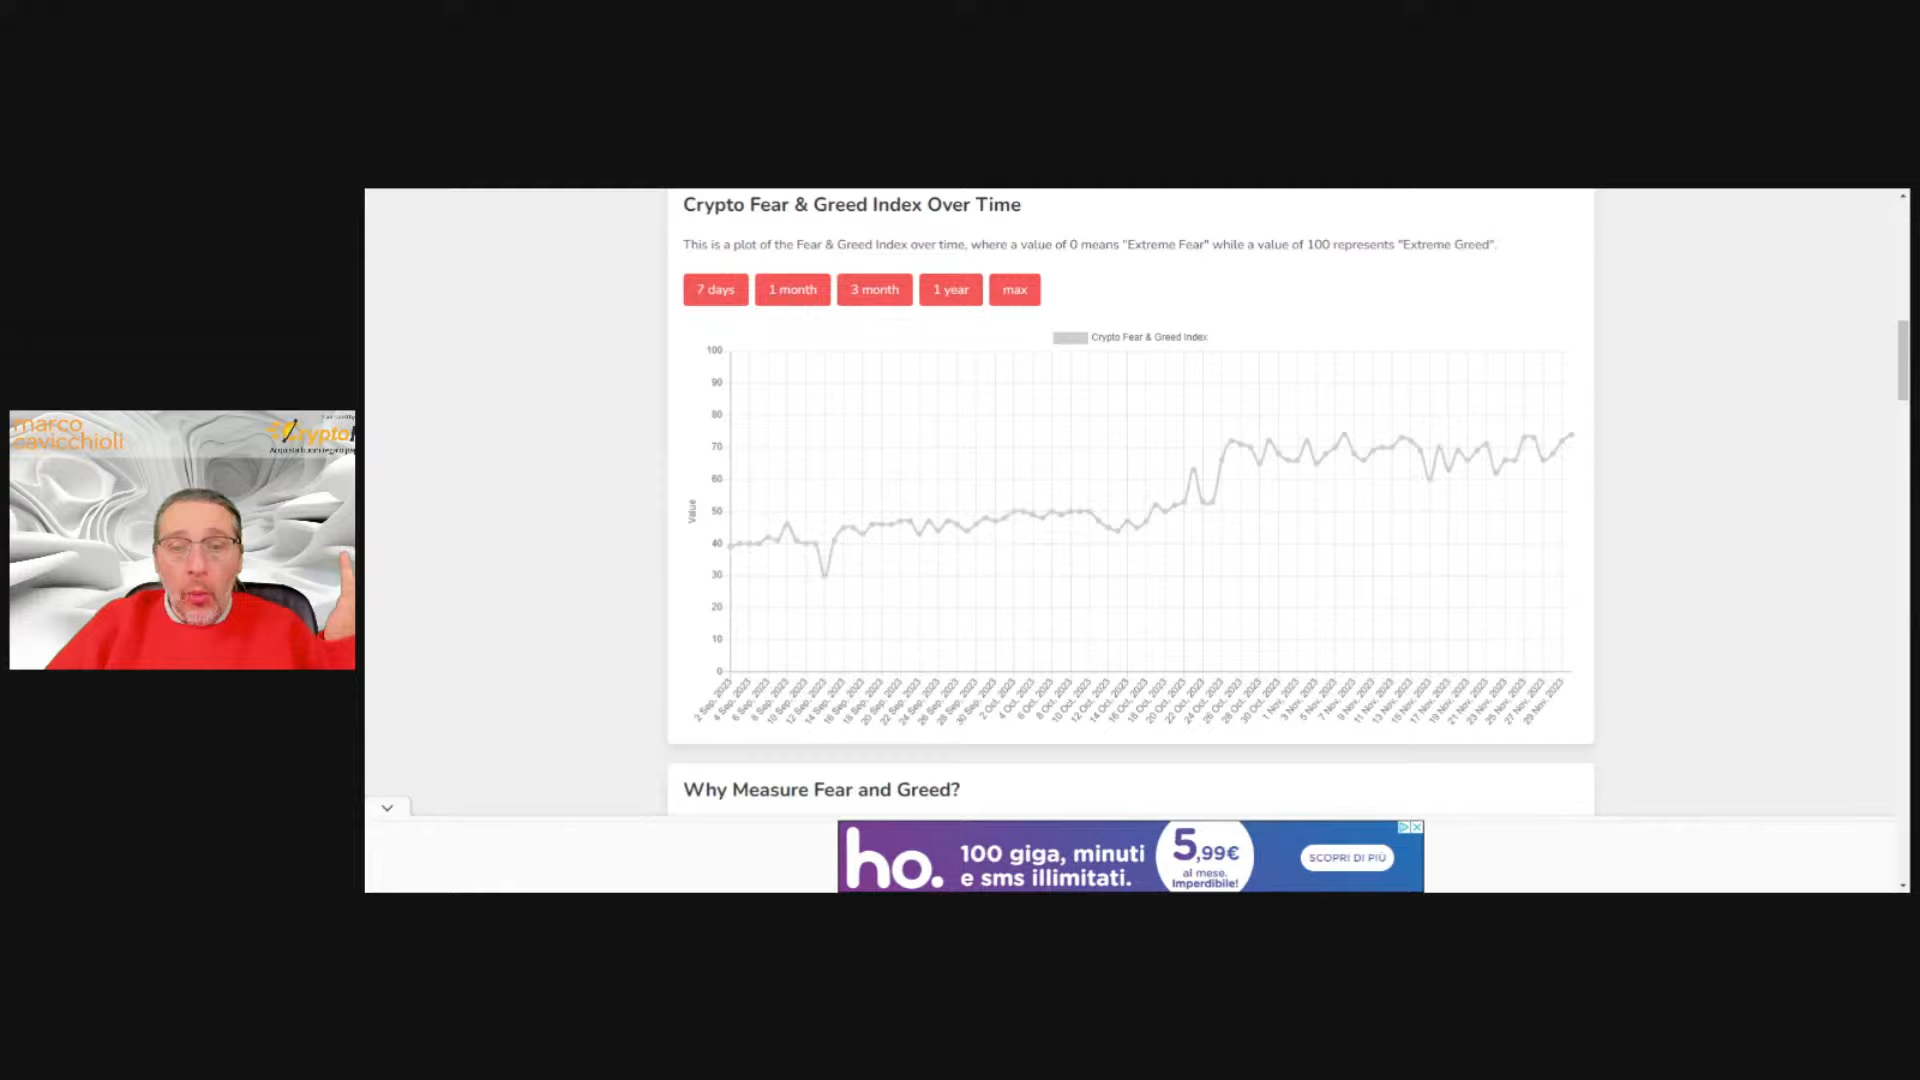 Crypto Fear & Greed Index Over Time
This is a plot of the Fear & Greed Index over time, where a value of 0 means "Extreme Fear" while a value of 100 represents "Extreme Greed".
7 days
1 month
3 month
1 year
max
Crypto Fear & Greed Index
100
90
80
70
60
50
40
30
20
10
0
Value
2 Sep, 2023
4 Sep, 2023
6 Sep, 2023
8 Sep, 2023
10 Sep, 2023
12 Sep, 2023
14 Sep, 2023
16 Sep, 2023
18 Sep, 2023
20 Sep, 2023
22 Sep, 2023
24 Sep, 2023
26 Sep, 2023
28 Sep, 2023
30 Sep, 2023
2 Oct, 2023
4 Oct, 2023
6 Oct, 2023
8 Oct, 2023
10 Oct, 2023
12 Oct, 2023
14 Oct, 2023
16 Oct, 2023
18 Oct, 2023
20 Oct, 2023
22 Oct, 2023
24 Oct, 2023
26 Oct, 2023
28 Oct, 2023
30 Oct, 2023
1 Nov, 2023
3 Nov, 2023
5 Nov, 2023
7 Nov, 2023
9 Nov, 2023
11 Nov, 2023
13 Nov, 2023
15 Nov, 2023
17 Nov, 2023
19 Nov, 2023
21 Nov, 2023
23 Nov, 2023
25 Nov, 2023
27 Nov, 2023
29 Nov, 2023
marco
cavicchioli
Crypto
Acquista buoni regalo
Why Measure Fear and Greed?
ho.
100 giga, minuti
e sms illimitati.
5,99€
al mese.
Imperdibile!
SCOPRI DI PIÙ